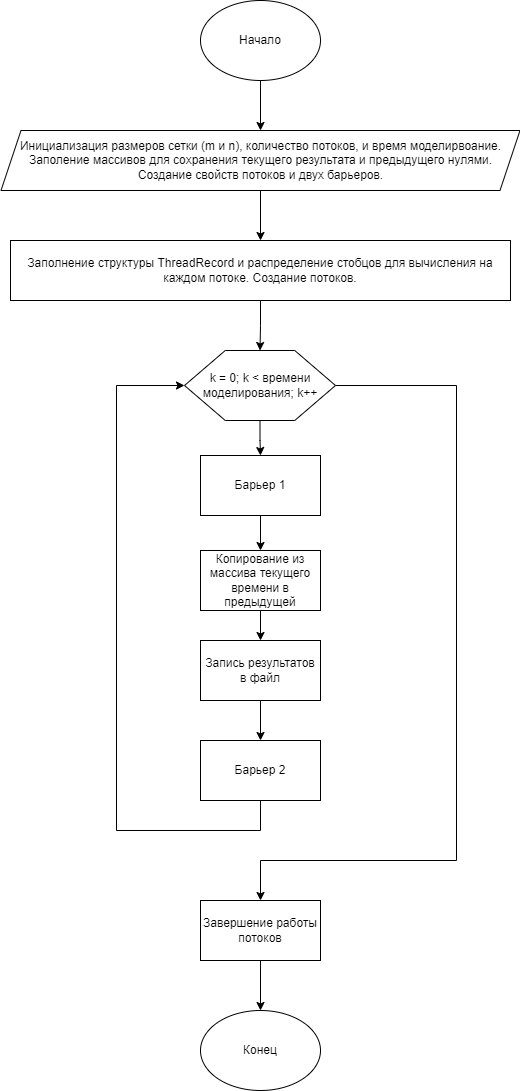 Начало
Инициализация размеров сетки (m и n), количество потоков, и время моделирвоание.
Заполение массивов для сохранения текущего результата и предыдущего нулями.
Создание свойств потоков и двух барьеров.
Заполнение структуры ThreadRecord и распределение стобцов для вычисления на
каждом потоке. Создание потоков.
k = 0; k < времени
моделирования; k++
Барьер 1
Копирование из
массива текущего
времени в
предыдущей
Запись результатов
в файл
Барьер 2
Завершение работы
потоков
Конец